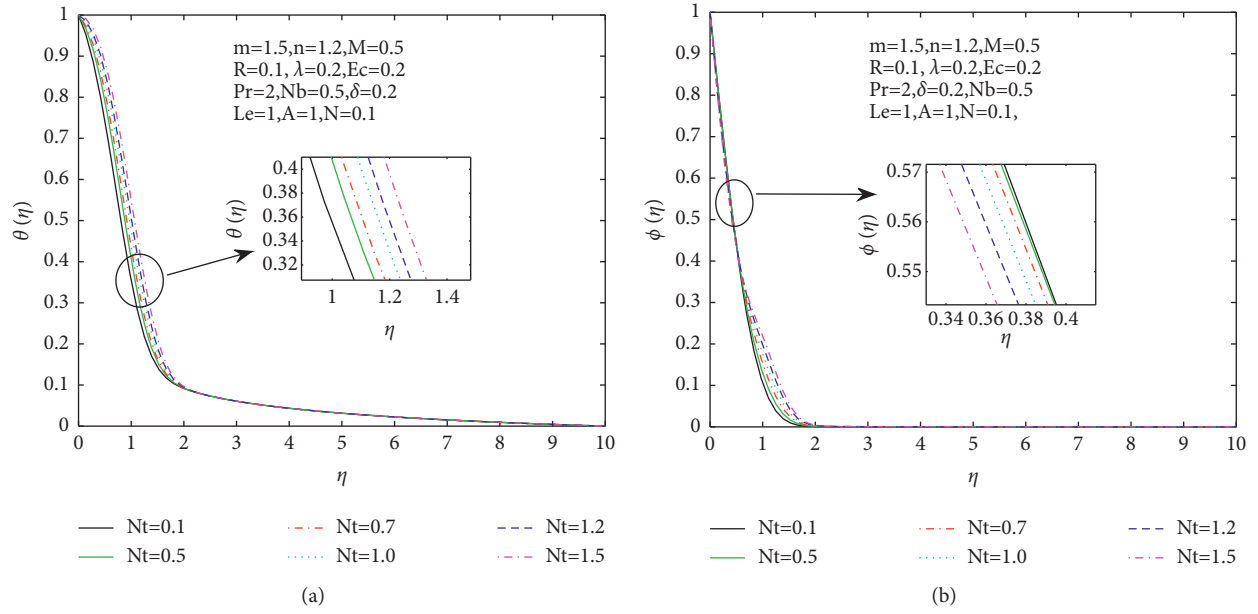 1
0.9
0.8
0.7
0.6
0.5
0.4
0.3
0.2
0.1
0
θ (η)
m=1.5,n=1.2,M=0.5
R=0.1, λ=0.2,Ec=0.2
Pr=2,Nb=0.5,δ=0.2
Le=1,A=1,N=0.1
0.4
0.38
0.36
0.34
0.32
θ (η)
1 1.2 1.4
η
0 1 2 3 4 5 6 7 8 9 10
η
Nt=0.1 Nt=0.7 Nt=1.2
Nt=0.5 Nt=1.0 Nt=1.5
(a)
1
0.9
0.8
0.7
0.6
0.5
0.4
0.3
0.2
0.1
0
ϕ (η)
m=1.5,n=1.2,M=0.5
R=0.1, λ=0.2,Ec=0.2
Pr=2,δ=0.2,Nb=0.5
Le=1,A=1,N=0.1,
0.57
0.56
0.55
ϕ (η)
0.34 0.36 0.38 0.4
η
0 1 2 3 4 5 6 7 8 9 10
η
Nt=0.1 Nt=0.7 Nt=1.2
Nt=0.5 Nt=1.0 Nt=1.5
(b)